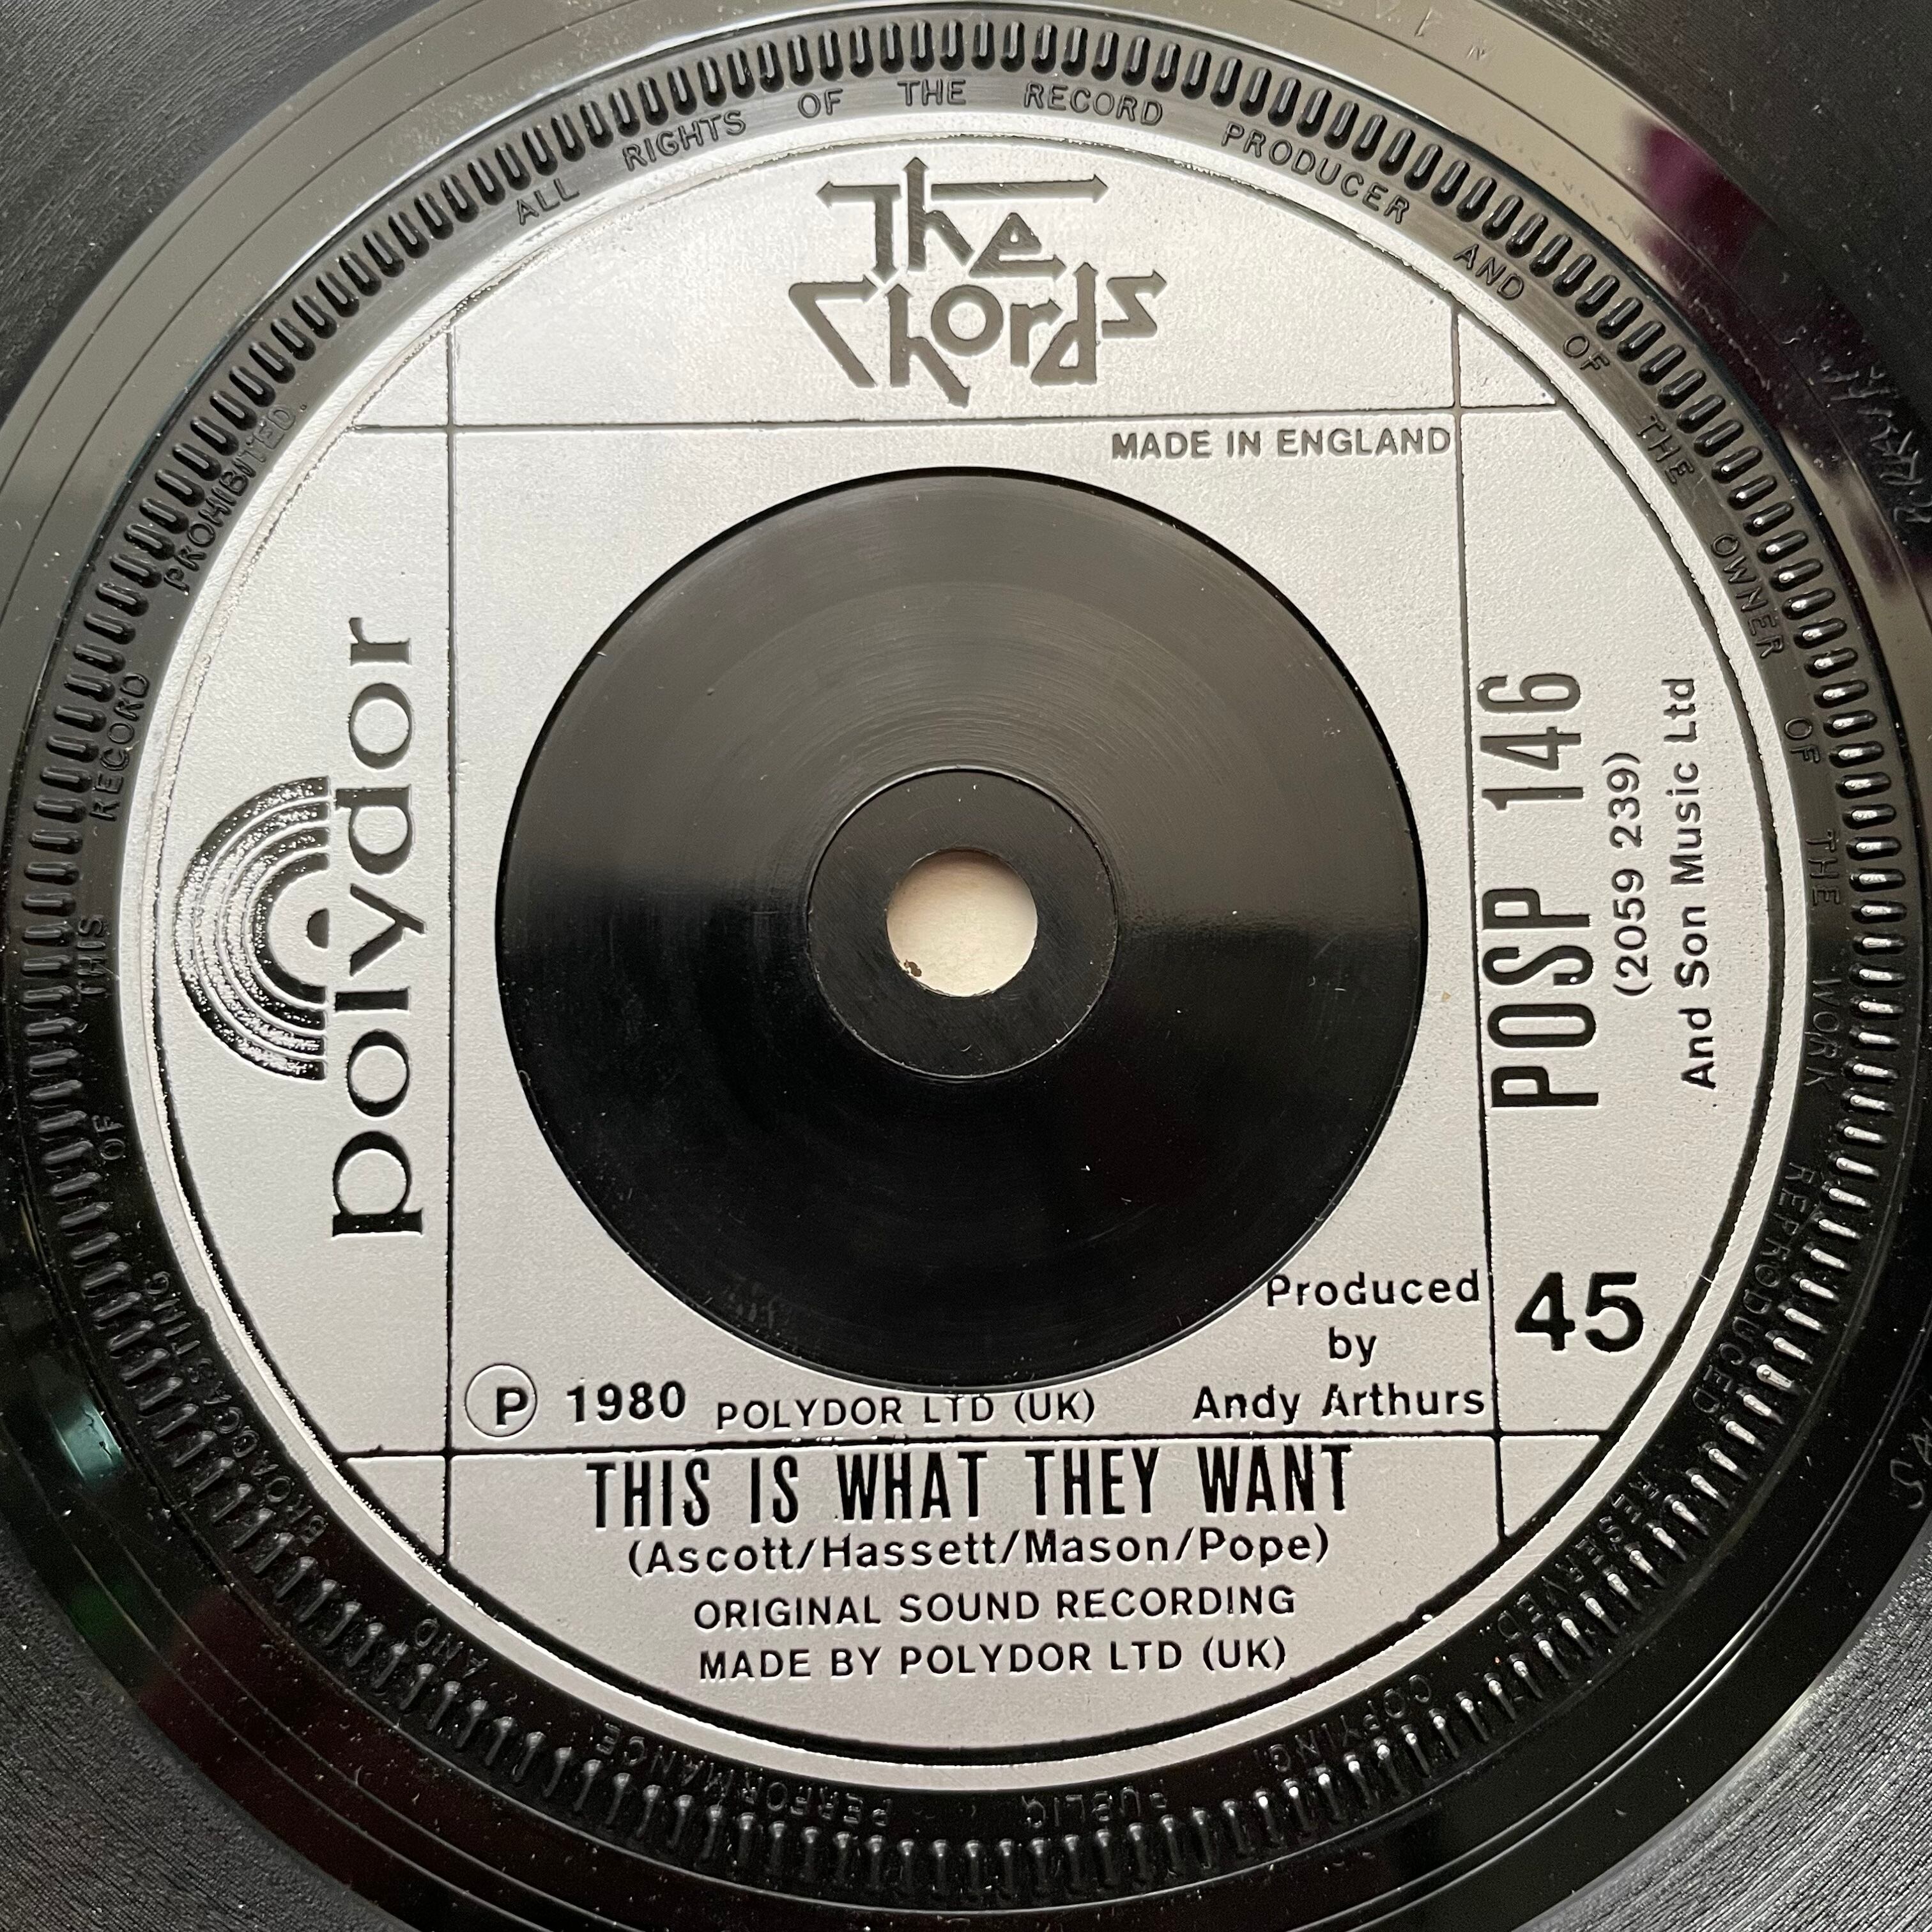 ALL RIGHTS OF THE RECORD PRODUCER AND OF THE OWNER OF THE WORK REPRODUCED RESERVED. COPYING, PUBLIC PERFORMANCE AND BROADCASTING OF THIS RECORD PROHIBITED.
The
Chords
MADE IN ENGLAND
polydor
POSP 146
(2059 239)
And Son Music Ltd
45
Produced
by
Andy Arthurs
Ⓟ 1980 POLYDOR LTD (UK)
THIS IS WHAT THEY WANT
(Ascott/Hassett/Mason/Pope)
ORIGINAL SOUND RECORDING
MADE BY POLYDOR LTD (UK)